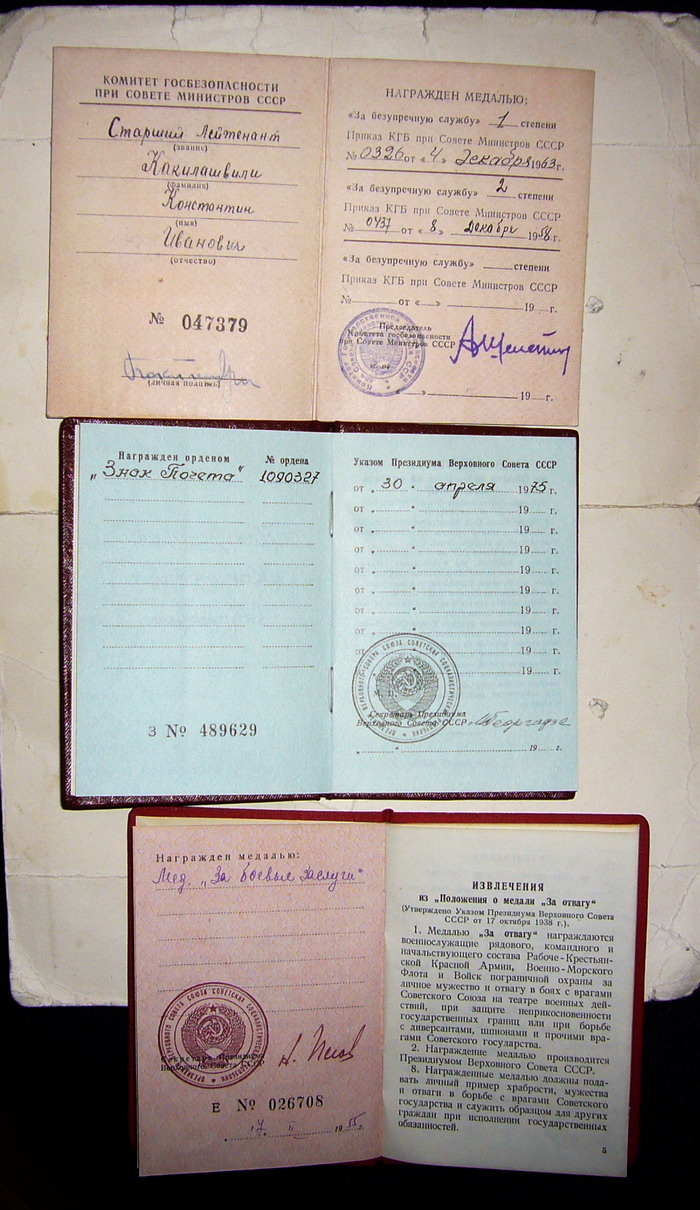 КОМИТЕТ ГОСБЕЗОПАСНОСТИ
ПРИ СОВЕТЕ МИНИСТРОВ СССР
Старший Лейтенант
(звание)
Какилашвили
(фамилия)
Константин
(имя)
Иванович
(отчество)
№ 047379
(личная подпись)
НАГРАЖДЕН МЕДАЛЬЮ:
«За безупречную службу» 1 степени
Приказ КГБ при Совете Министров СССР
№ 0326 от «4» декабря 1963 г.
«За безупречную службу» 2 степени
Приказ КГБ при Совете Министров СССР
№ 0437 от «8» декабря 1958 г.
«За безупречную службу» степени
Приказ КГБ при Совете Министров СССР
№ от « » 19 г.
Председатель
Комитета госбезопасности
при Совете Министров СССР
» 19 г.
Награжден орденом № ордена
„Знак Почета" 1090327
З № 489629
Указом Президиума Верховного Совета СССР
от „ 30 " апреля 1975 г.
от „ " 19 г.
от „ " 19 г.
от „ " 19 г.
от „ " 19 г.
от „ " 19 г.
от „ " 19 г.
от „ " 19 г.
от „ " 19 г.
от „ " 19 г.
Секретарь Президиума
Верховного Совета СССР
„ " 19 г.
Награжден медалью:
Мед. „За боевые заслуги"
Секретарь Президиума
Верховного Совета СССР
Е № 026708
17 II 1955 г.
ИЗВЛЕЧЕНИЯ
из „Положения о медали „За отвагу"
(Утверждено Указом Президиума Верховного Совета
СССР от 17 октября 1938 г.).
1. Медалью „За отвагу" награждаются
военнослужащие рядового, командного и
начальствующего состава Рабоче-Крестьян-
ской Красной Армии, Военно-Морского
Флота и Войск пограничной охраны за
личное мужество и отвагу в боях с врагами
Советского Союза на театре военных дей-
ствий, при защите неприкосновенности
государственных границ или при борьбе
с диверсантами, шпионами и прочими вра-
гами Советского государства.
2. Награждение медалью производится
Президиумом Верховного Совета СССР.
8. Награжденные медалью должны пода-
вать личный пример храбрости, мужества
и отваги в борьбе с врагами Советского
государства и служить образцом для других
граждан при исполнении государственных
обязанностей.
5